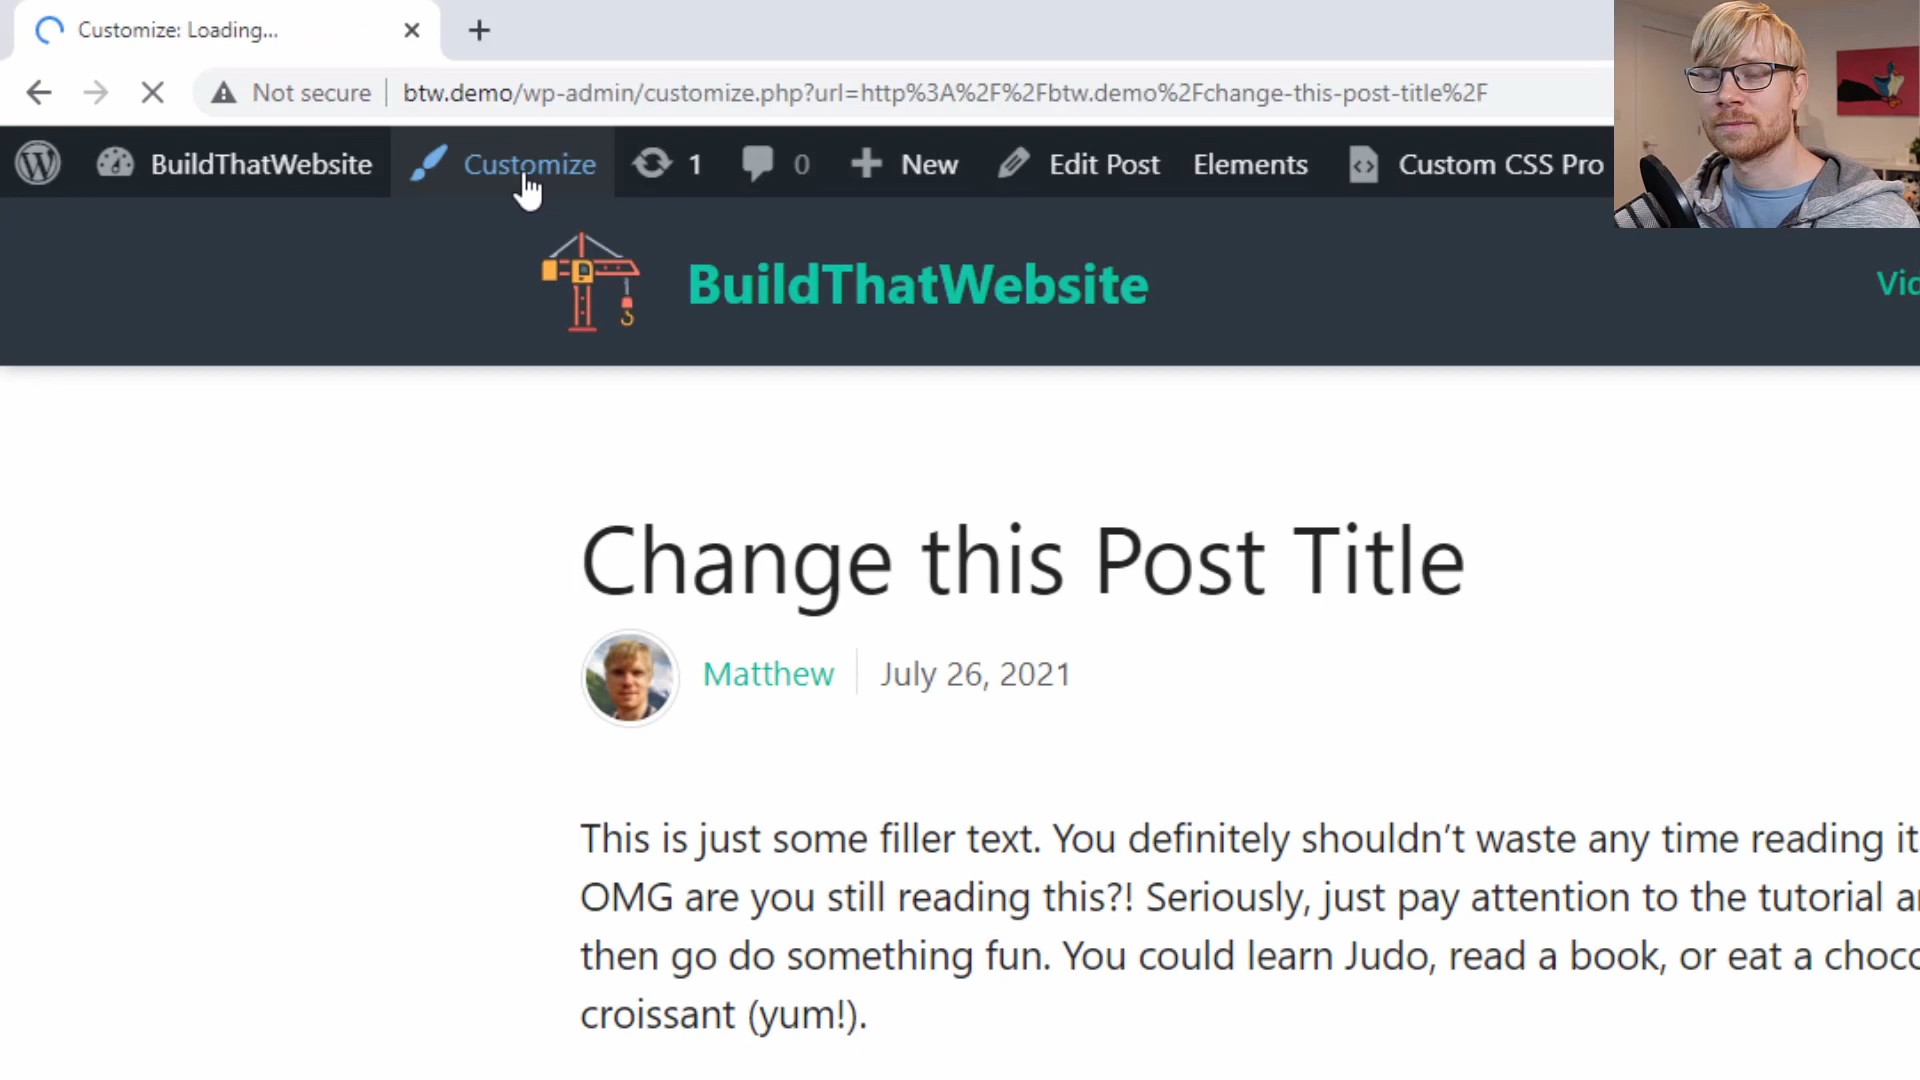 Customize: Loading...
Not secure btw.demo/wp-admin/customize.php?url=http%3A%2F%2Fbtw.demo%2Fchange-this-post-title%2F
BuildThatWebsite Customize 1 0 New Edit Post Elements Custom CSS Pro
BuildThatWebsite
Change this Post Title
Matthew July 26, 2021
This is just some filler text. You definitely shouldn’t waste any time reading it
OMG are you still reading this?! Seriously, just pay attention to the tutorial
then go do something fun. You could learn Judo, read a book, or eat a
croissant (yum!).